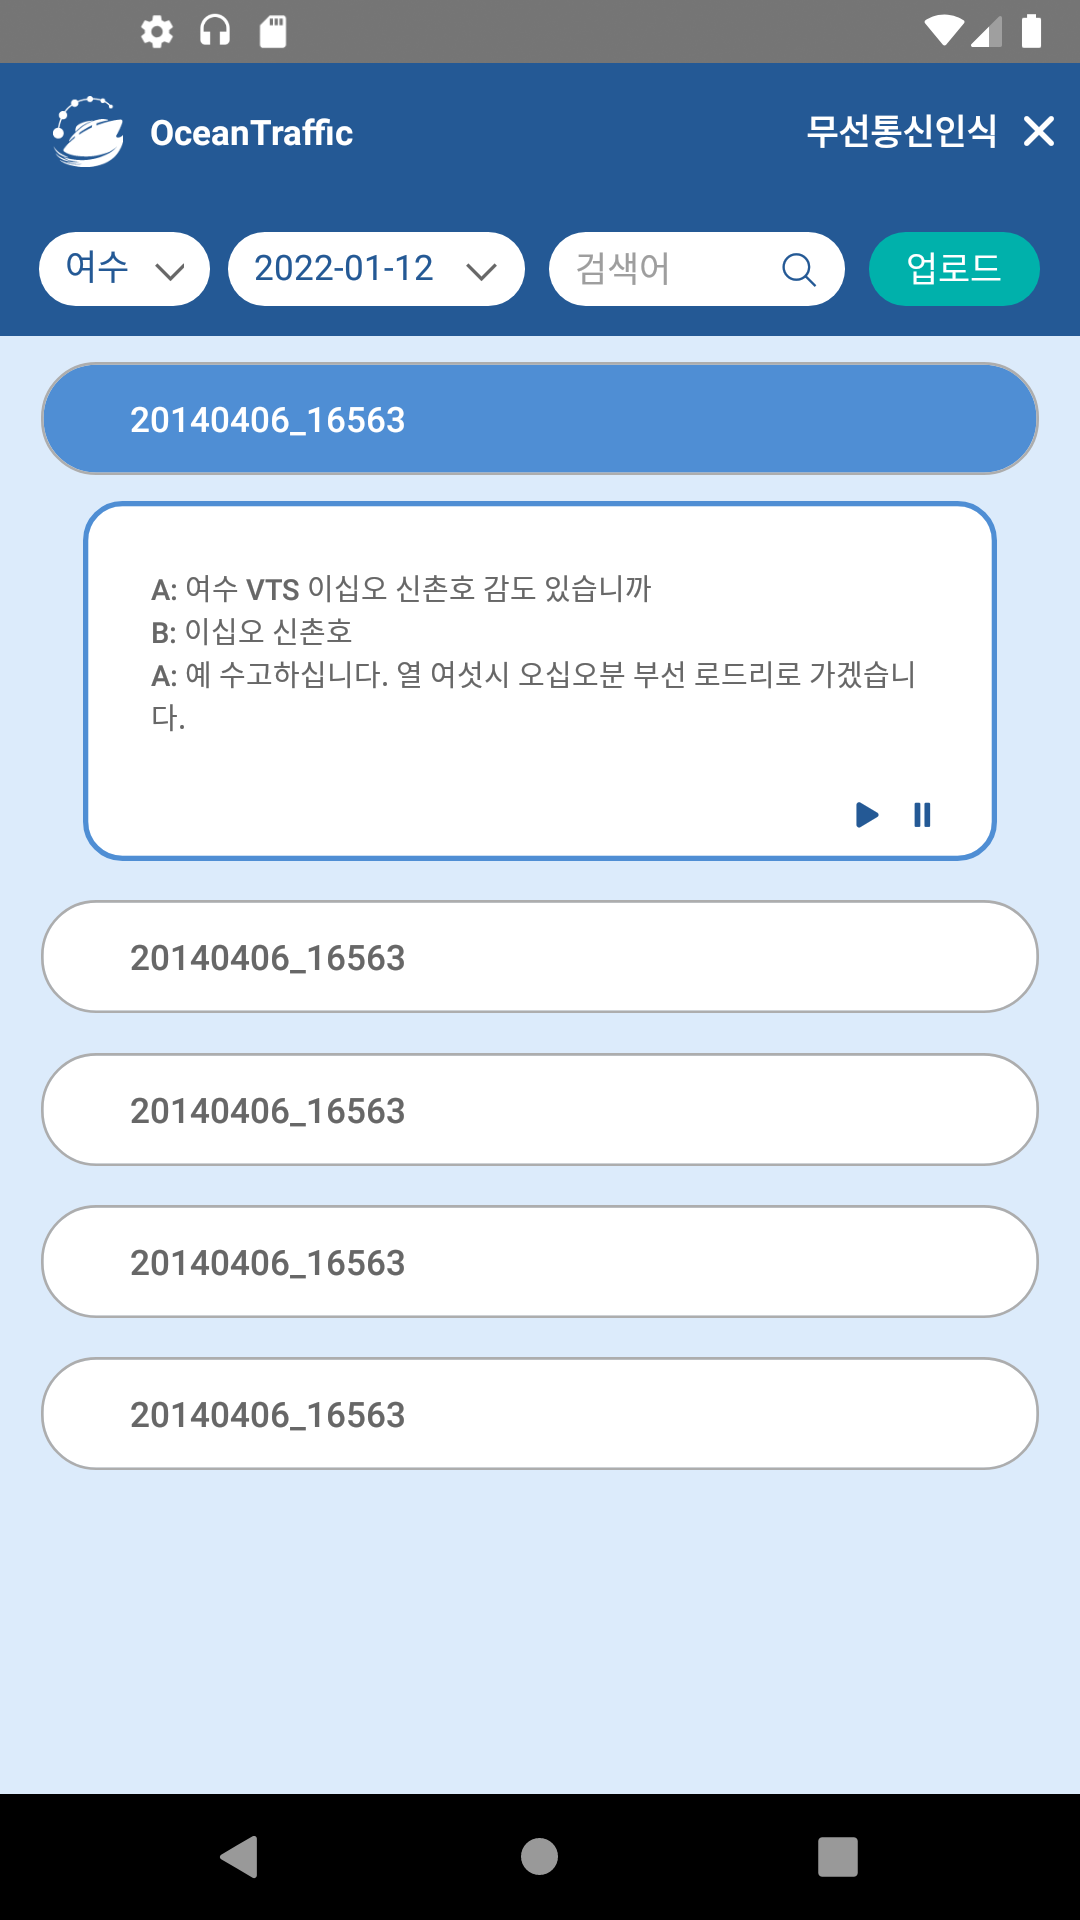 OceanTraffic
무선통신인식
여수
2022-01-12
검색어
업로드
20140406_16563
A: 여수 VTS 이십오 신촌호 감도 있습니까
B: 이십오 신촌호
A: 예 수고하십니다. 열 여섯시 오십오분 부선 로드리로 가겠습니
다.
20140406_16563
20140406_16563
20140406_16563
20140406_16563